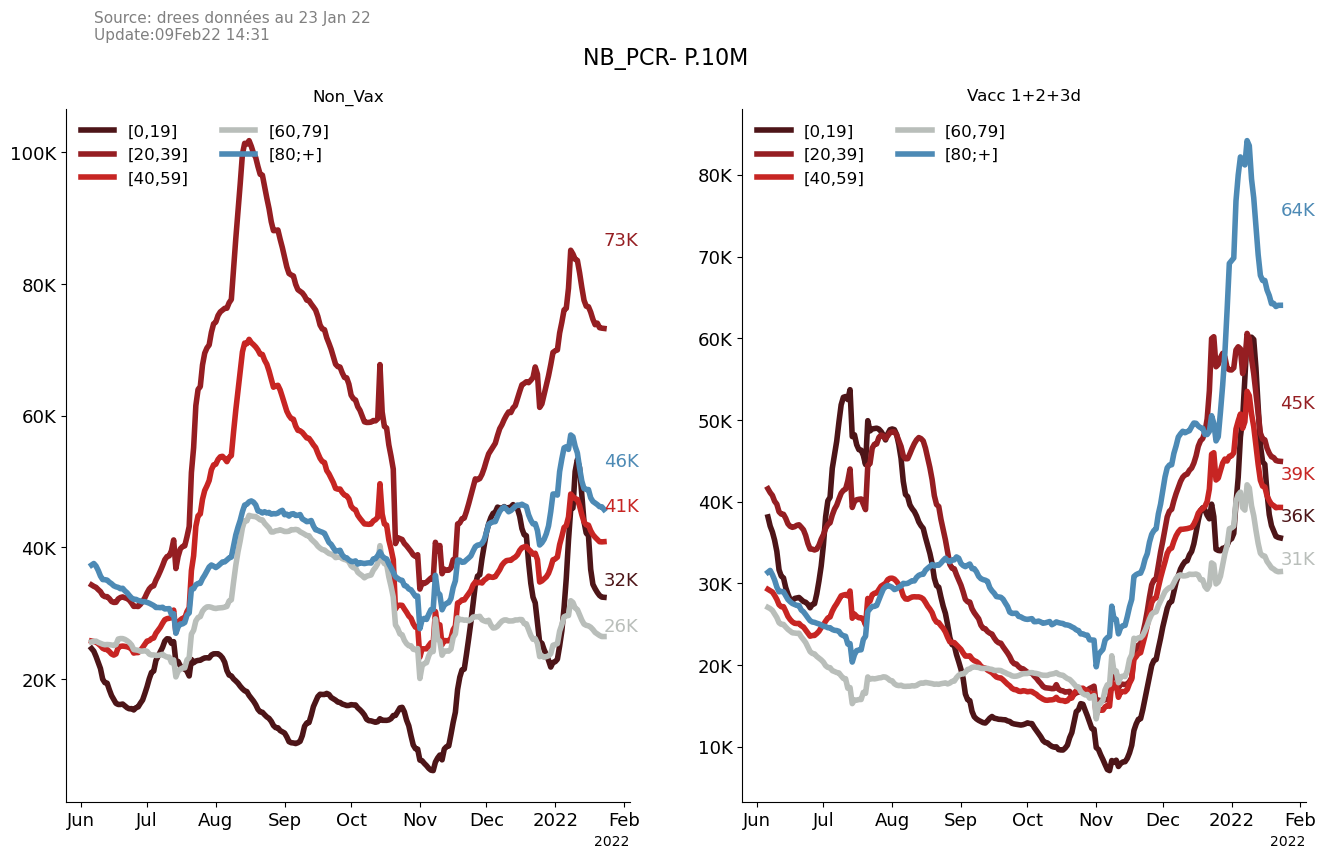 Source: drees données au 23 Jan 22
Update:09Feb22 14:31
NB_PCR- P.10M
Non_Vax
[0,19]
[20,39]
[40,59]
[60,79]
[80;+]
100K
80K
60K
40K
20K
73K
46K
41K
32K
26K
Jun Jul Aug Sep Oct Nov Dec 2022 Feb
2022
Vacc 1+2+3d
[0,19]
[20,39]
[40,59]
[60,79]
[80;+]
80K
70K
60K
50K
40K
30K
20K
10K
64K
45K
39K
36K
31K
Jun Jul Aug Sep Oct Nov Dec 2022 Feb
2022